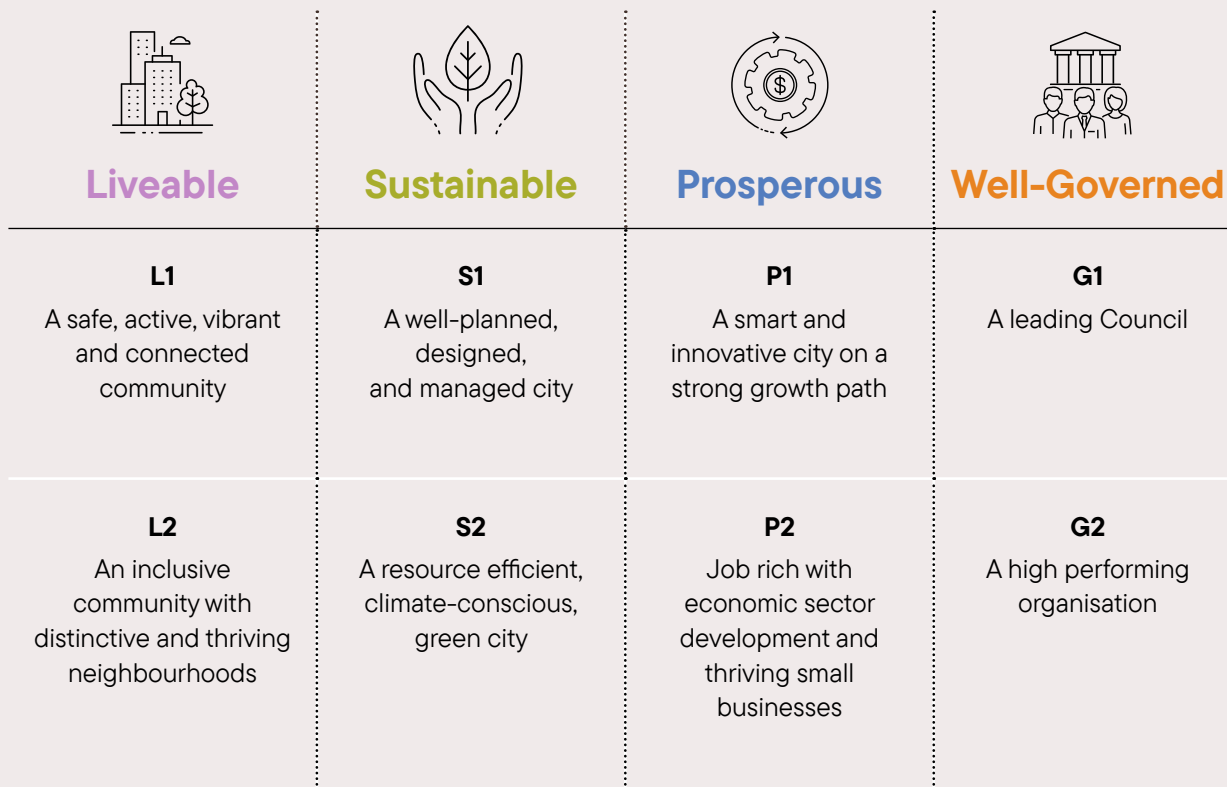 Liveable
Sustainable
Prosperous
Well-Governed
L1
A safe, active, vibrant
and connected
community
S1
A well-planned,
designed,
and managed city
P1
A smart and
innovative city on a
strong growth path
G1
A leading Council
L2
An inclusive
community with
distinctive and thriving
neighbourhoods
S2
A resource efficient,
climate-conscious,
green city
P2
Job rich with
economic sector
development and
thriving small
businesses
G2
A high performing
organisation